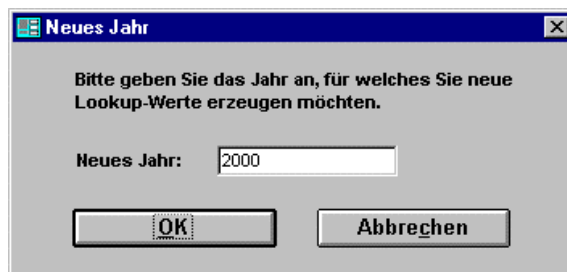 Neues Jahr
Bitte geben Sie das Jahr an, für welches Sie neue
Lookup-Werte erzeugen möchten.
Neues Jahr: 2000
OK Abbrechen